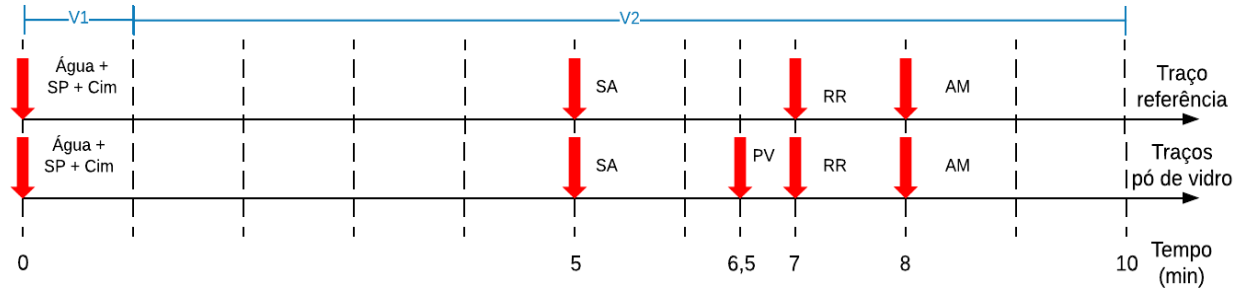 V1
V2
Água +
SP + Cim
SA
RR
AM
Traço
referência
Água +
SP + Cim
SA
PV
RR
AM
Traços
pó de vidro
0
5
6,5
7
8
10
Tempo
(min)